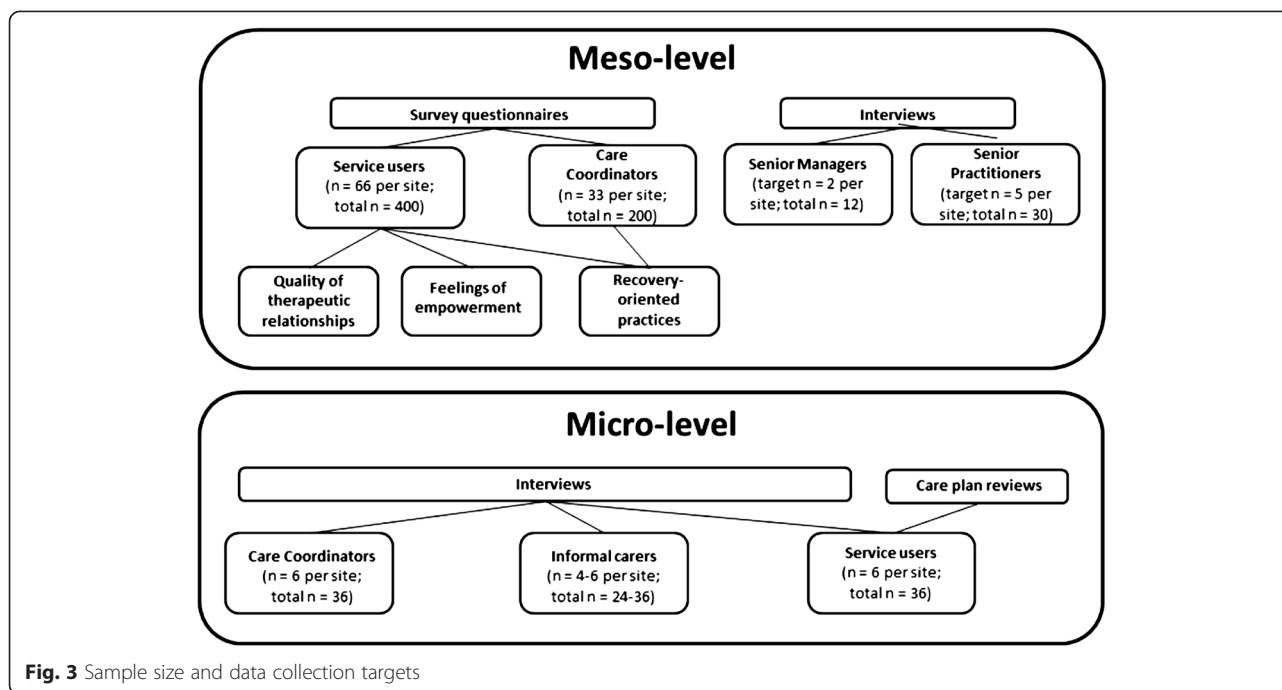 Meso-level
Survey questionnaires
Interviews
Service users
(n = 66 per site;
total n = 400)
Care
Coordinators
(n = 33 per site;
total n = 200)
Senior Managers
(target n = 2 per
site; total n = 12)
Senior
Practitioners
(target n = 5 per
site; total n = 30)
Quality of
therapeutic
relationships
Feelings of
empowerment
Recovery-
oriented
practices
Micro-level
Interviews
Care plan reviews
Care Coordinators
(n = 6 per site;
total n = 36)
Informal carers
(n = 4-6 per site;
total n = 24-36)
Service users
(n = 6 per site;
total n = 36)
Fig. 3 Sample size and data collection targets